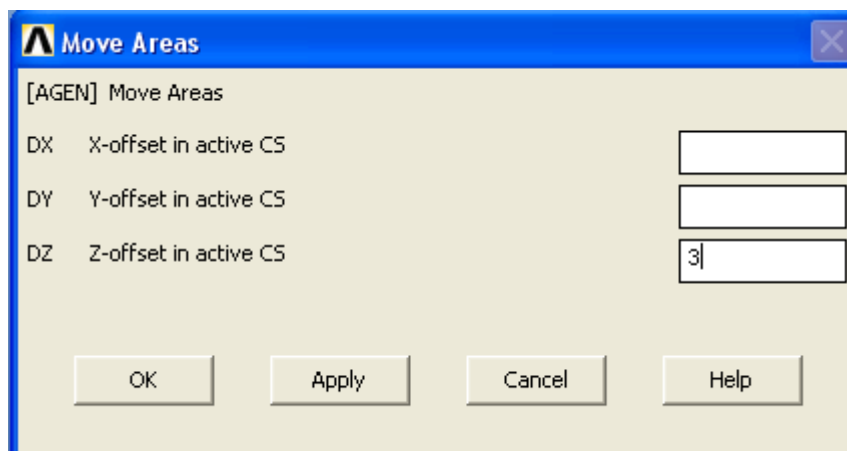 Move Areas
[AGEN] Move Areas
DX X-offset in active CS
DY Y-offset in active CS
DZ Z-offset in active CS 3
OK Apply Cancel Help